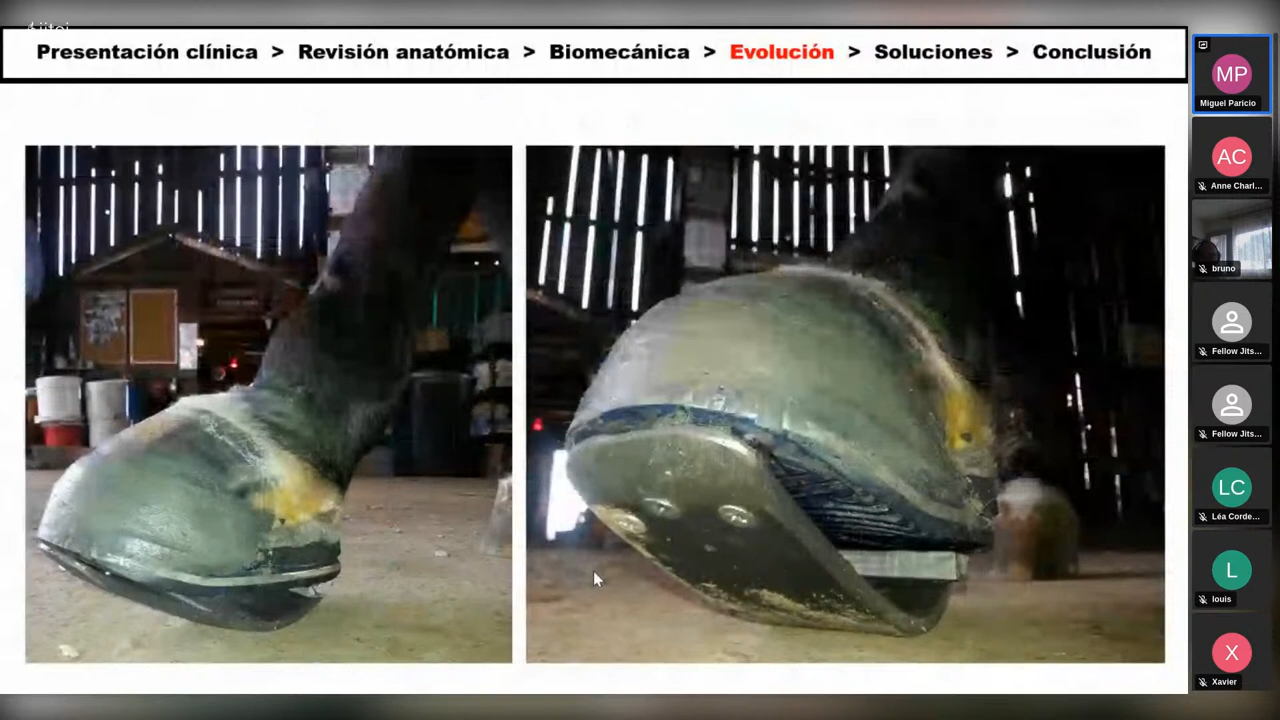 Presentación clínica > Revisión anatómica > Biomecánica > Evolución > Soluciones > Conclusión
MP
Miguel Paricio
AC
Anne Charl...
bruno
Fellow Jits...
Fellow Jits...
LC
Léa Corde...
L
louis
X
Xavier